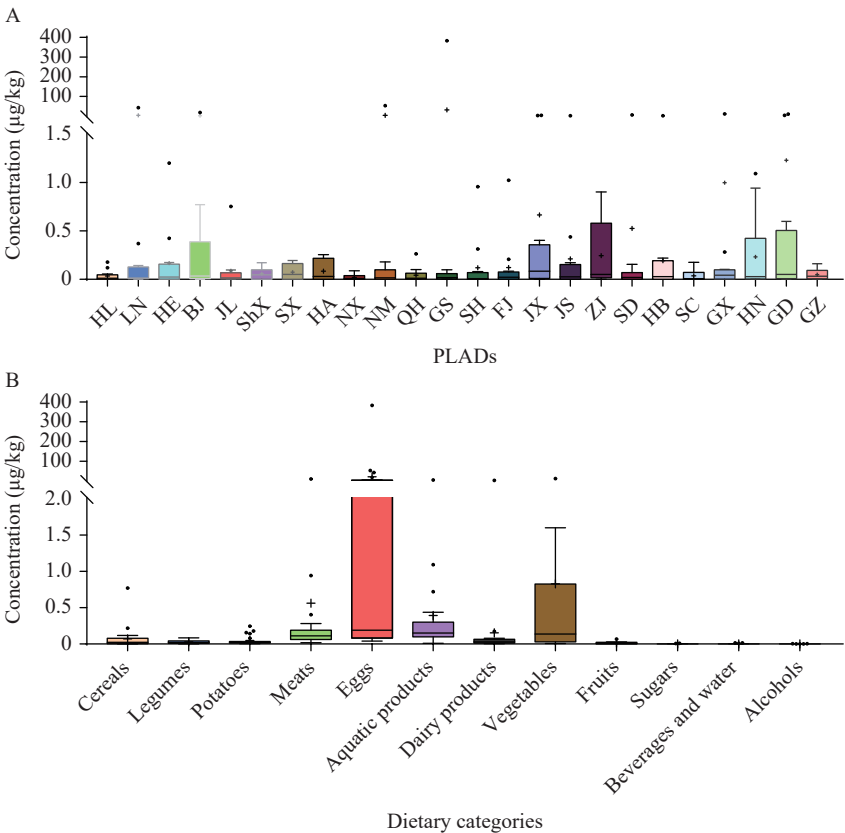 A
400
300
200
100
1.5
1.0
0.5
0
Concentration (μg/kg)
HL
LN
HE
BJ
JL
ShX
SX
HA
NX
NM
QH
GS
SH
FJ
JX
JS
ZJ
SD
HB
SC
GX
HN
GD
GZ
PLADs
B
400
300
200
100
2.0
1.5
1.0
0.5
0
Concentration (μg/kg)
Cereals
Legumes
Potatoes
Meats
Eggs
Aquatic products
Dairy products
Vegetables
Fruits
Sugars
Beverages and water
Alcohols
Dietary categories